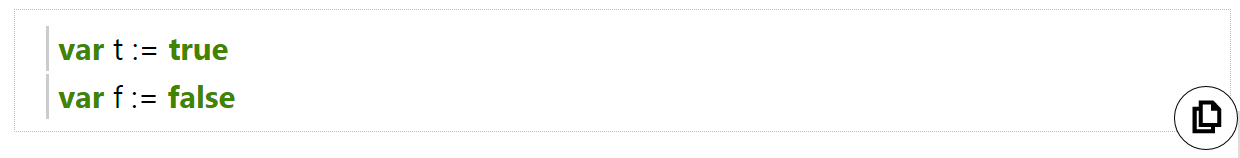 var t := true
var f := false